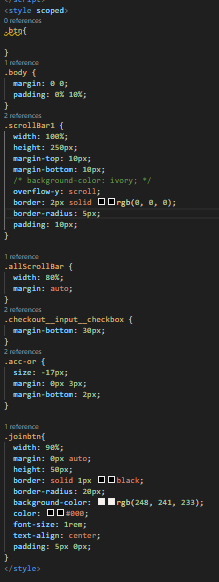 </script>
<style scoped>
0 references
.btn{
}
1 reference
.body {
margin: 0 0;
padding: 0% 10%;
}
2 references
.scrollBar1 {
width: 100%;
height: 250px;
margin-top: 10px;
margin-bottom: 10px;
/* background-color: ivory; */
overflow-y: scroll;
border: 2px solid rgb(0, 0, 0);
border-radius: 5px;
padding: 10px;
}
1 reference
.allScrollBar {
width: 80%;
margin: auto;
}
2 references
.checkout__input__checkbox {
margin-bottom: 30px;
}
2 references
.acc-or {
size: -17px;
margin: 0px 3px;
margin-bottom: 2px;
}
1 reference
.joinbtn{
width: 90%;
margin: 0px auto;
height: 50px;
border: solid 1px black;
border-radius: 20px;
background-color: rgb(248, 241, 233);
color: #000;
font-size: 1rem;
text-align: center;
padding: 5px 0px;
}
</style>